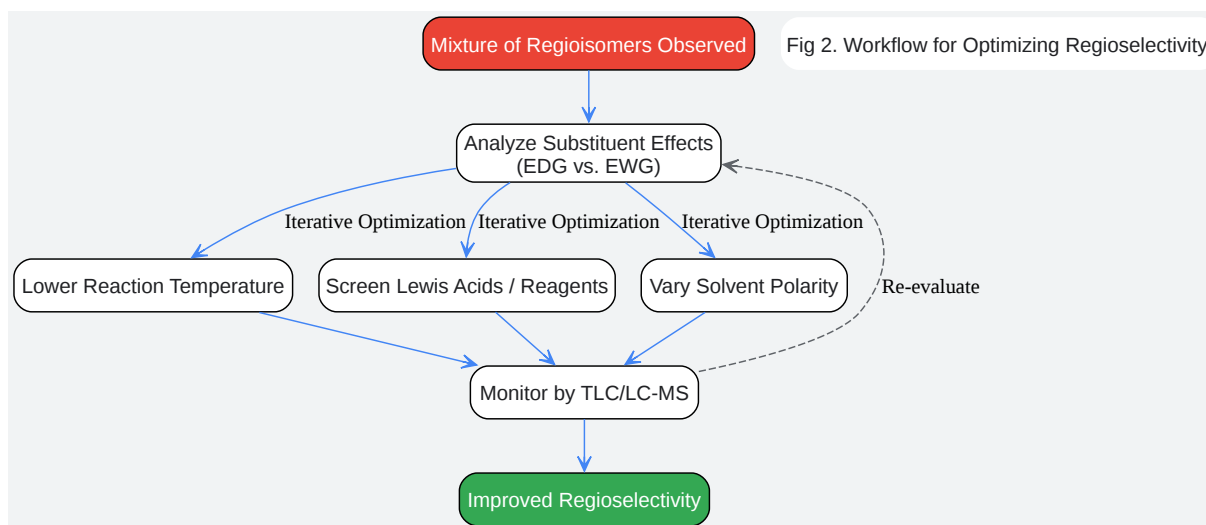 Mixture of Regioisomers Observed
Fig 2. Workflow for Optimizing Regioselectivity
Analyze Substituent Effects
(EDG vs. EWG)
Iterative Optimization
Iterative Optimization
Iterative Optimization
Lower Reaction Temperature
Screen Lewis Acids / Reagents
Vary Solvent Polarity
Re-evaluate
Monitor by TLC/LC-MS
Improved Regioselectivity